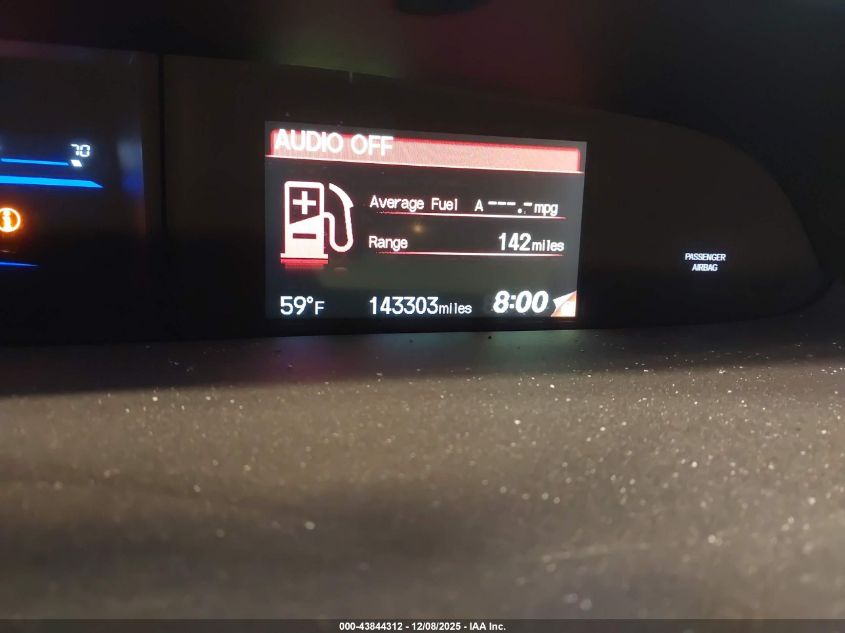 70
AUDIO OFF
Average Fuel A ---.- mpg
Range 142 miles
59°F 143303 miles 8:00
PASSENGER
AIRBAG
000-43844312 - 12/08/2025 - IAA Inc.